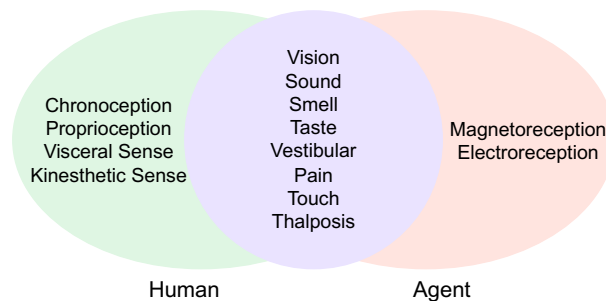 Chronoception
Proprioception
Visceral Sense
Kinesthetic Sense
Vision
Sound
Smell
Taste
Vestibular
Pain
Touch
Thalposis
Magnetoreception
Electroreception
Human
Agent